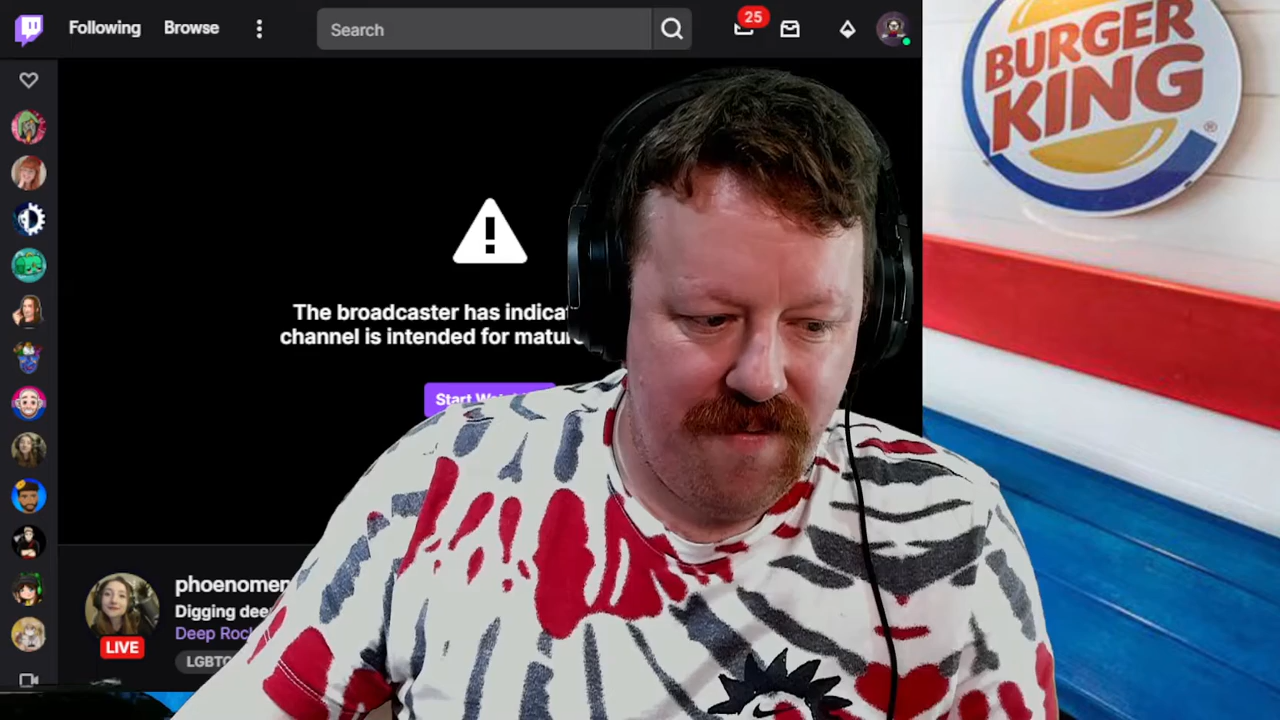 Following
Browse
Search
25
BURGER
KING
®
The broadcaster has indicat
channel is intended for matur
Start
phoenomen
Digging dee
Deep Roc
LIVE
LGBTQ